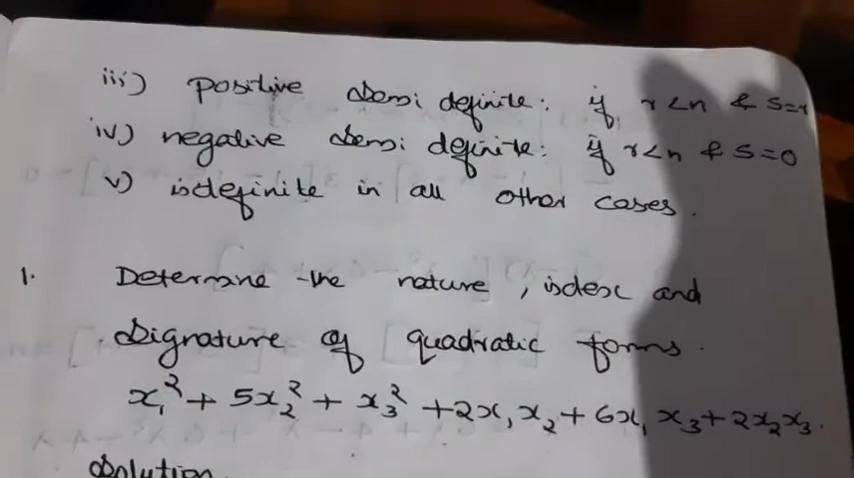 iii) positive semi definite: if r<n & s=r
iv) negative semi definite: if r<n & s=0
v) indefinite in all other cases.
1. Determine the nature, index and
Signature of quadratic forms.
x₁² + 5x₂² + x₃² + 2x₁x₂ + 6x₁x₃ + 2x₂x₃.
Solution.